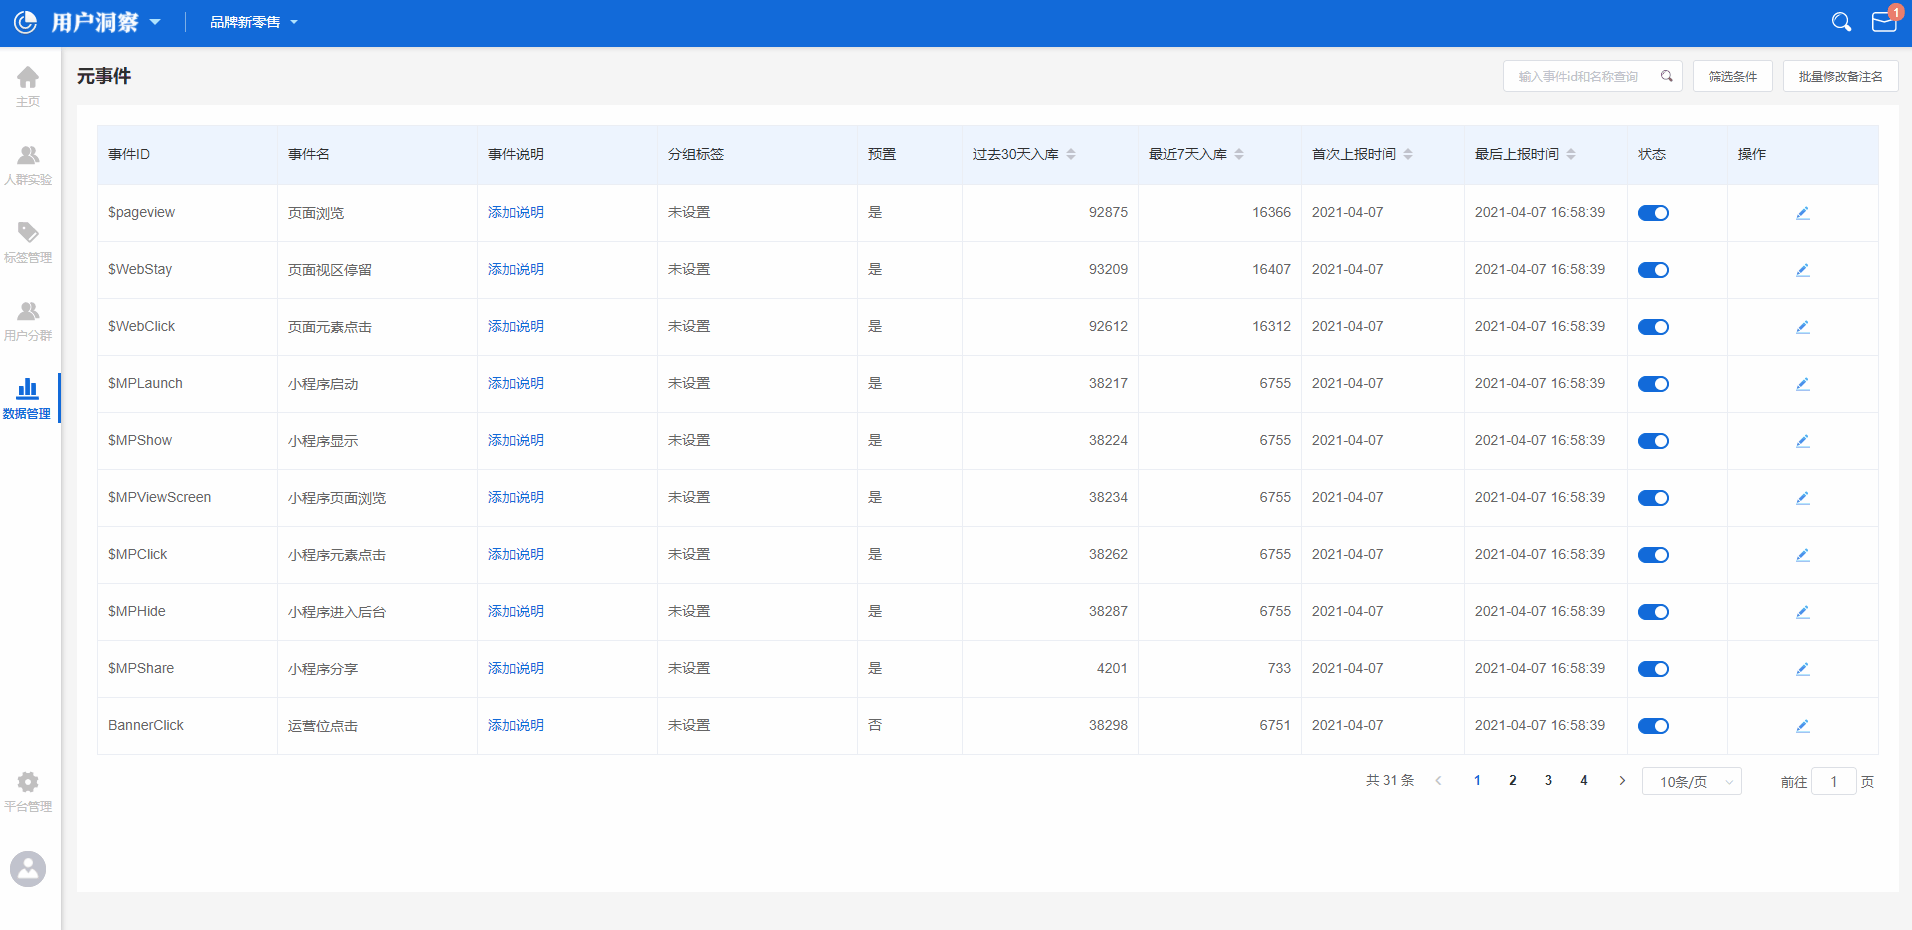 用户洞察 品牌新零售 1
主页
人群实验
标签管理
用户分群
数据管理
平台管理
元事件 输入事件id和名称查询 筛选条件 批量修改备注名
事件ID 事件名 事件说明 分组标签 预置 过去30天入库 最近7天入库 首次上报时间 最后上报时间 状态 操作
$pageview 页面浏览 添加说明 未设置 是 92875 16366 2021-04-07 2021-04-07 16:58:39
$WebStay 页面视区停留 添加说明 未设置 是 93209 16407 2021-04-07 2021-04-07 16:58:39
$WebClick 页面元素点击 添加说明 未设置 是 92612 16312 2021-04-07 2021-04-07 16:58:39
$MPLaunch 小程序启动 添加说明 未设置 是 38217 6755 2021-04-07 2021-04-07 16:58:39
$MPShow 小程序显示 添加说明 未设置 是 38224 6755 2021-04-07 2021-04-07 16:58:39
$MPViewScreen 小程序页面浏览 添加说明 未设置 是 38234 6755 2021-04-07 2021-04-07 16:58:39
$MPClick 小程序元素点击 添加说明 未设置 是 38262 6755 2021-04-07 2021-04-07 16:58:39
$MPHide 小程序进入后台 添加说明 未设置 是 38287 6755 2021-04-07 2021-04-07 16:58:39
$MPShare 小程序分享 添加说明 未设置 是 4201 733 2021-04-07 2021-04-07 16:58:39
BannerClick 运营位点击 添加说明 未设置 否 38298 6751 2021-04-07 2021-04-07 16:58:39
共 31 条 1 2 3 4 10条/页 前往 1 页